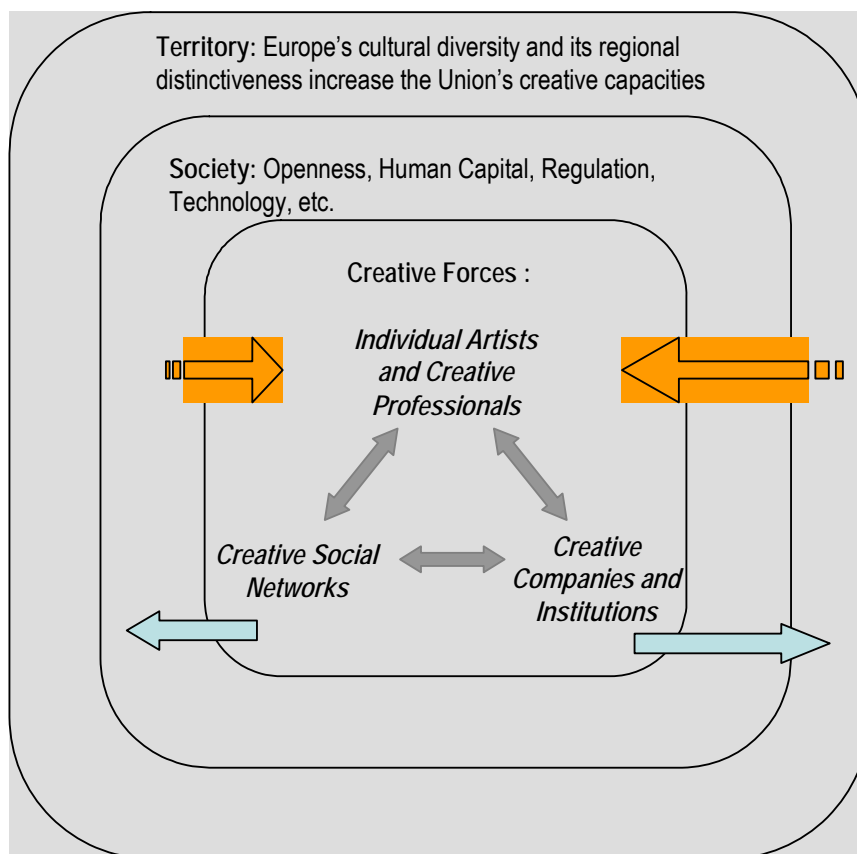 Territory: Europe's cultural diversity and its regional
distinctiveness increase the Union's creative capacities
Society: Openness, Human Capital, Regulation,
Technology, etc.
Creative Forces :
Individual Artists
and Creative
Professionals
Creative Social
Networks
Creative
Companies and
Institutions